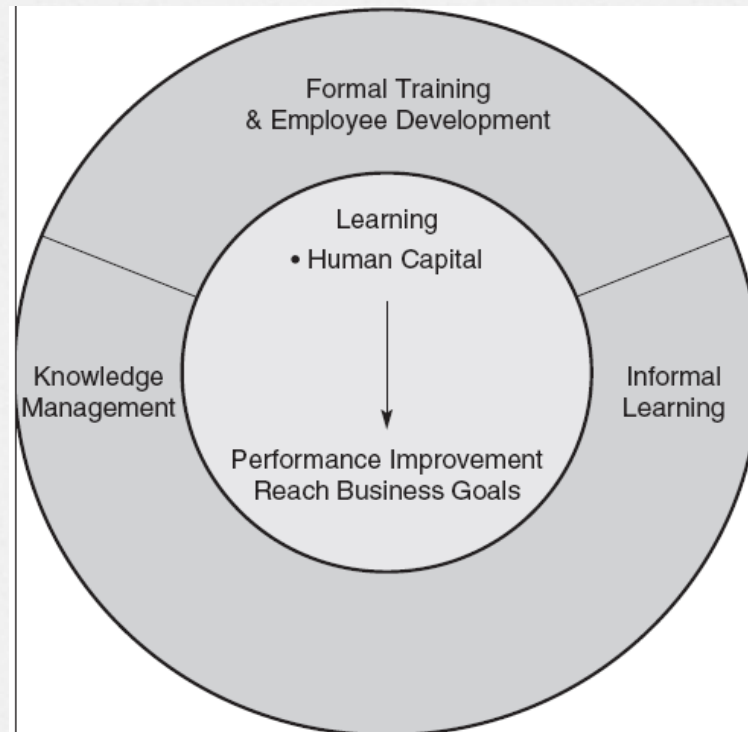 Formal Training
& Employee Development
Learning
• Human Capital
Knowledge
Management
Informal
Learning
Performance Improvement
Reach Business Goals